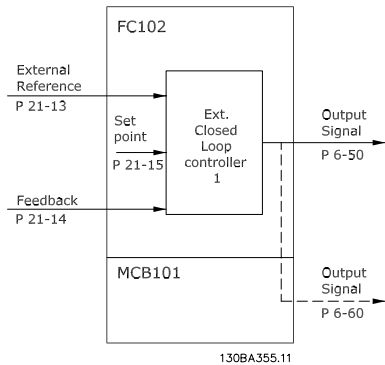 FC102
External
Reference
P 21-13
Set
point
P 21-15
Feedback
P 21-14
Ext.
Closed
Loop
controller
1
Output
Signal
P 6-50
MCB101
Output
Signal
P 6-60
130BA355.11